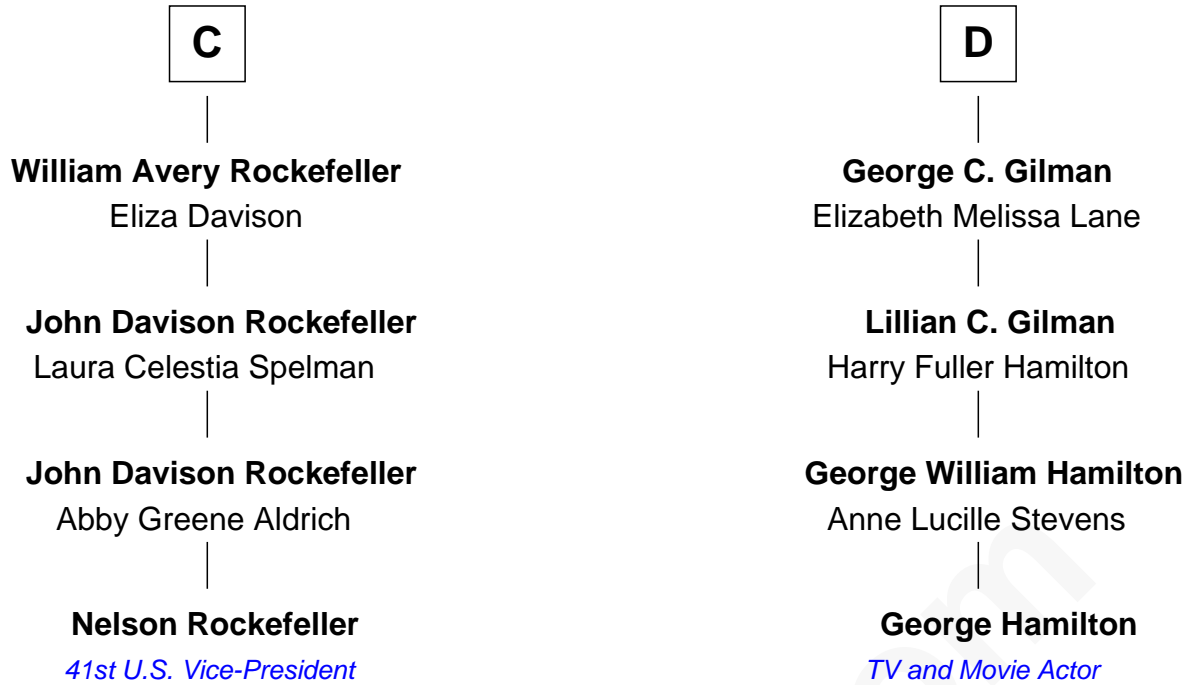 C
William Avery Rockefeller
Eliza Davison
John Davison Rockefeller
Laura Celestia Spelman
John Davison Rockefeller
Abby Greene Aldrich
Nelson Rockefeller
41st U.S. Vice-President
D
George C. Gilman
Elizabeth Melissa Lane
Lillian C. Gilman
Harry Fuller Hamilton
George William Hamilton
Anne Lucille Stevens
George Hamilton
TV and Movie Actor